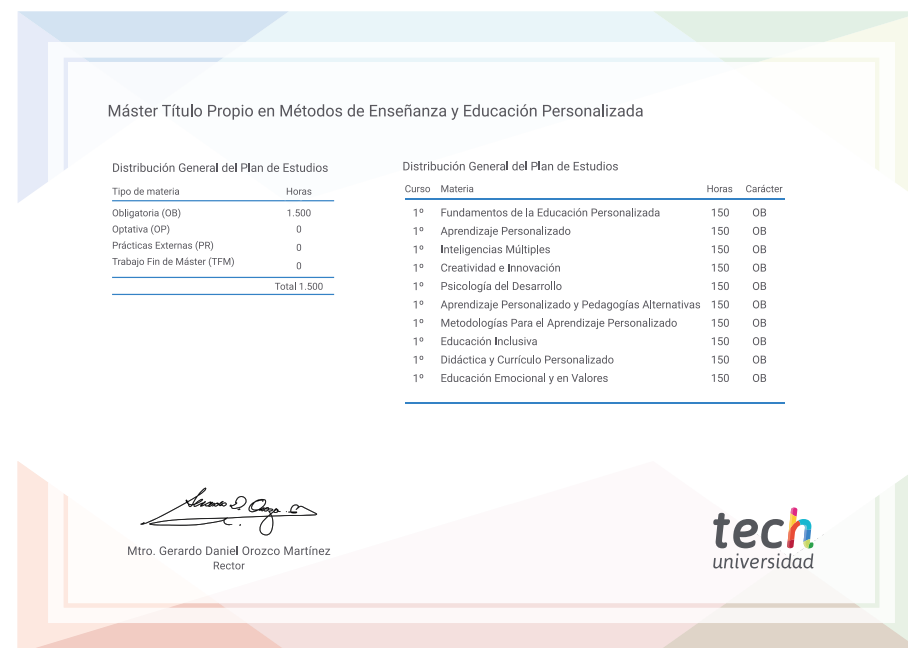 Máster Título Propio en Métodos de Enseñanza y Educación Personalizada
Distribución General del Plan de Estudios
Tipo de materia Horas
Obligatoria (OB) 1.500
Optativa (OP) 0
Prácticas Externas (PR) 0
Trabajo Fin de Máster (TFM) 0
Total 1.500
Distribución General del Plan de Estudios
Curso Materia Horas Carácter
1º Fundamentos de la Educación Personalizada 150 OB
1º Aprendizaje Personalizado 150 OB
1º Inteligencias Múltiples 150 OB
1º Creatividad e Innovación 150 OB
1º Psicología del Desarrollo 150 OB
1º Aprendizaje Personalizado y Pedagogías Alternativas 150 OB
1º Metodologías Para el Aprendizaje Personalizado 150 OB
1º Educación Inclusiva 150 OB
1º Didáctica y Currículo Personalizado 150 OB
1º Educación Emocional y en Valores 150 OB
Mtro. Gerardo Daniel Orozco Martínez
Rector
tech
universidad